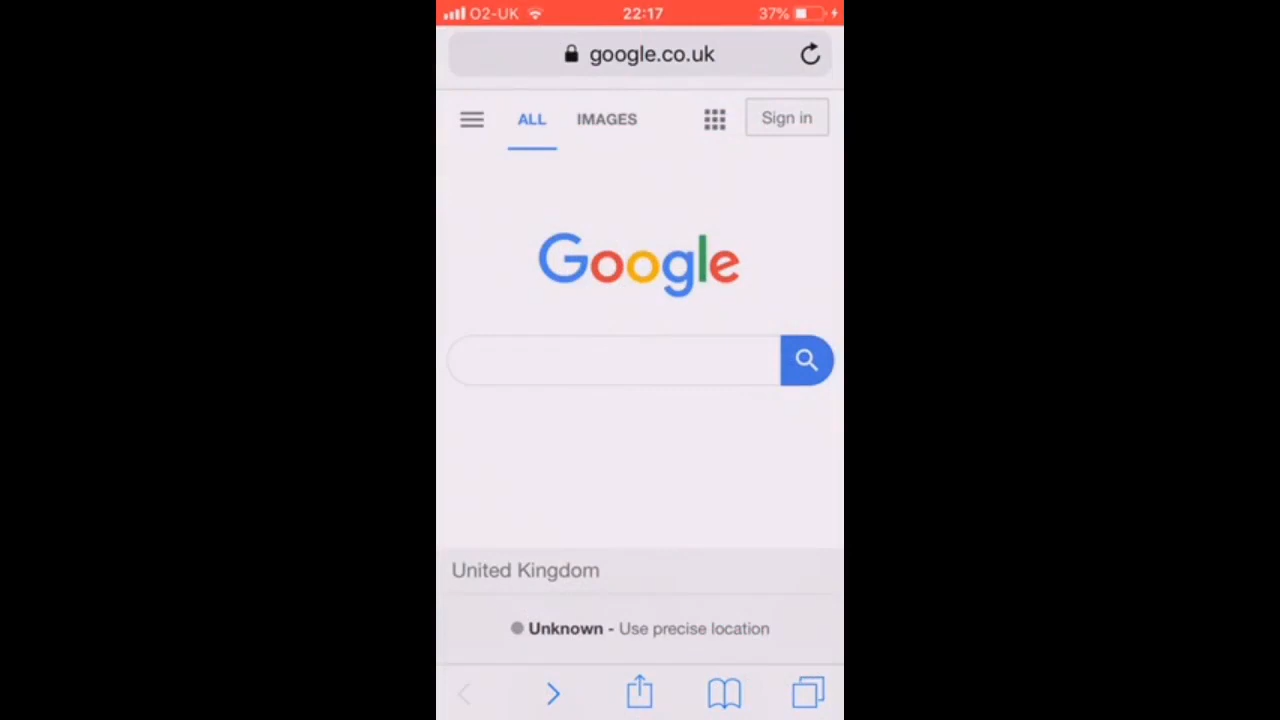 O2-UK 22:17 37%
google.co.uk
ALL IMAGES Sign in
Google
United Kingdom
Unknown - Use precise location